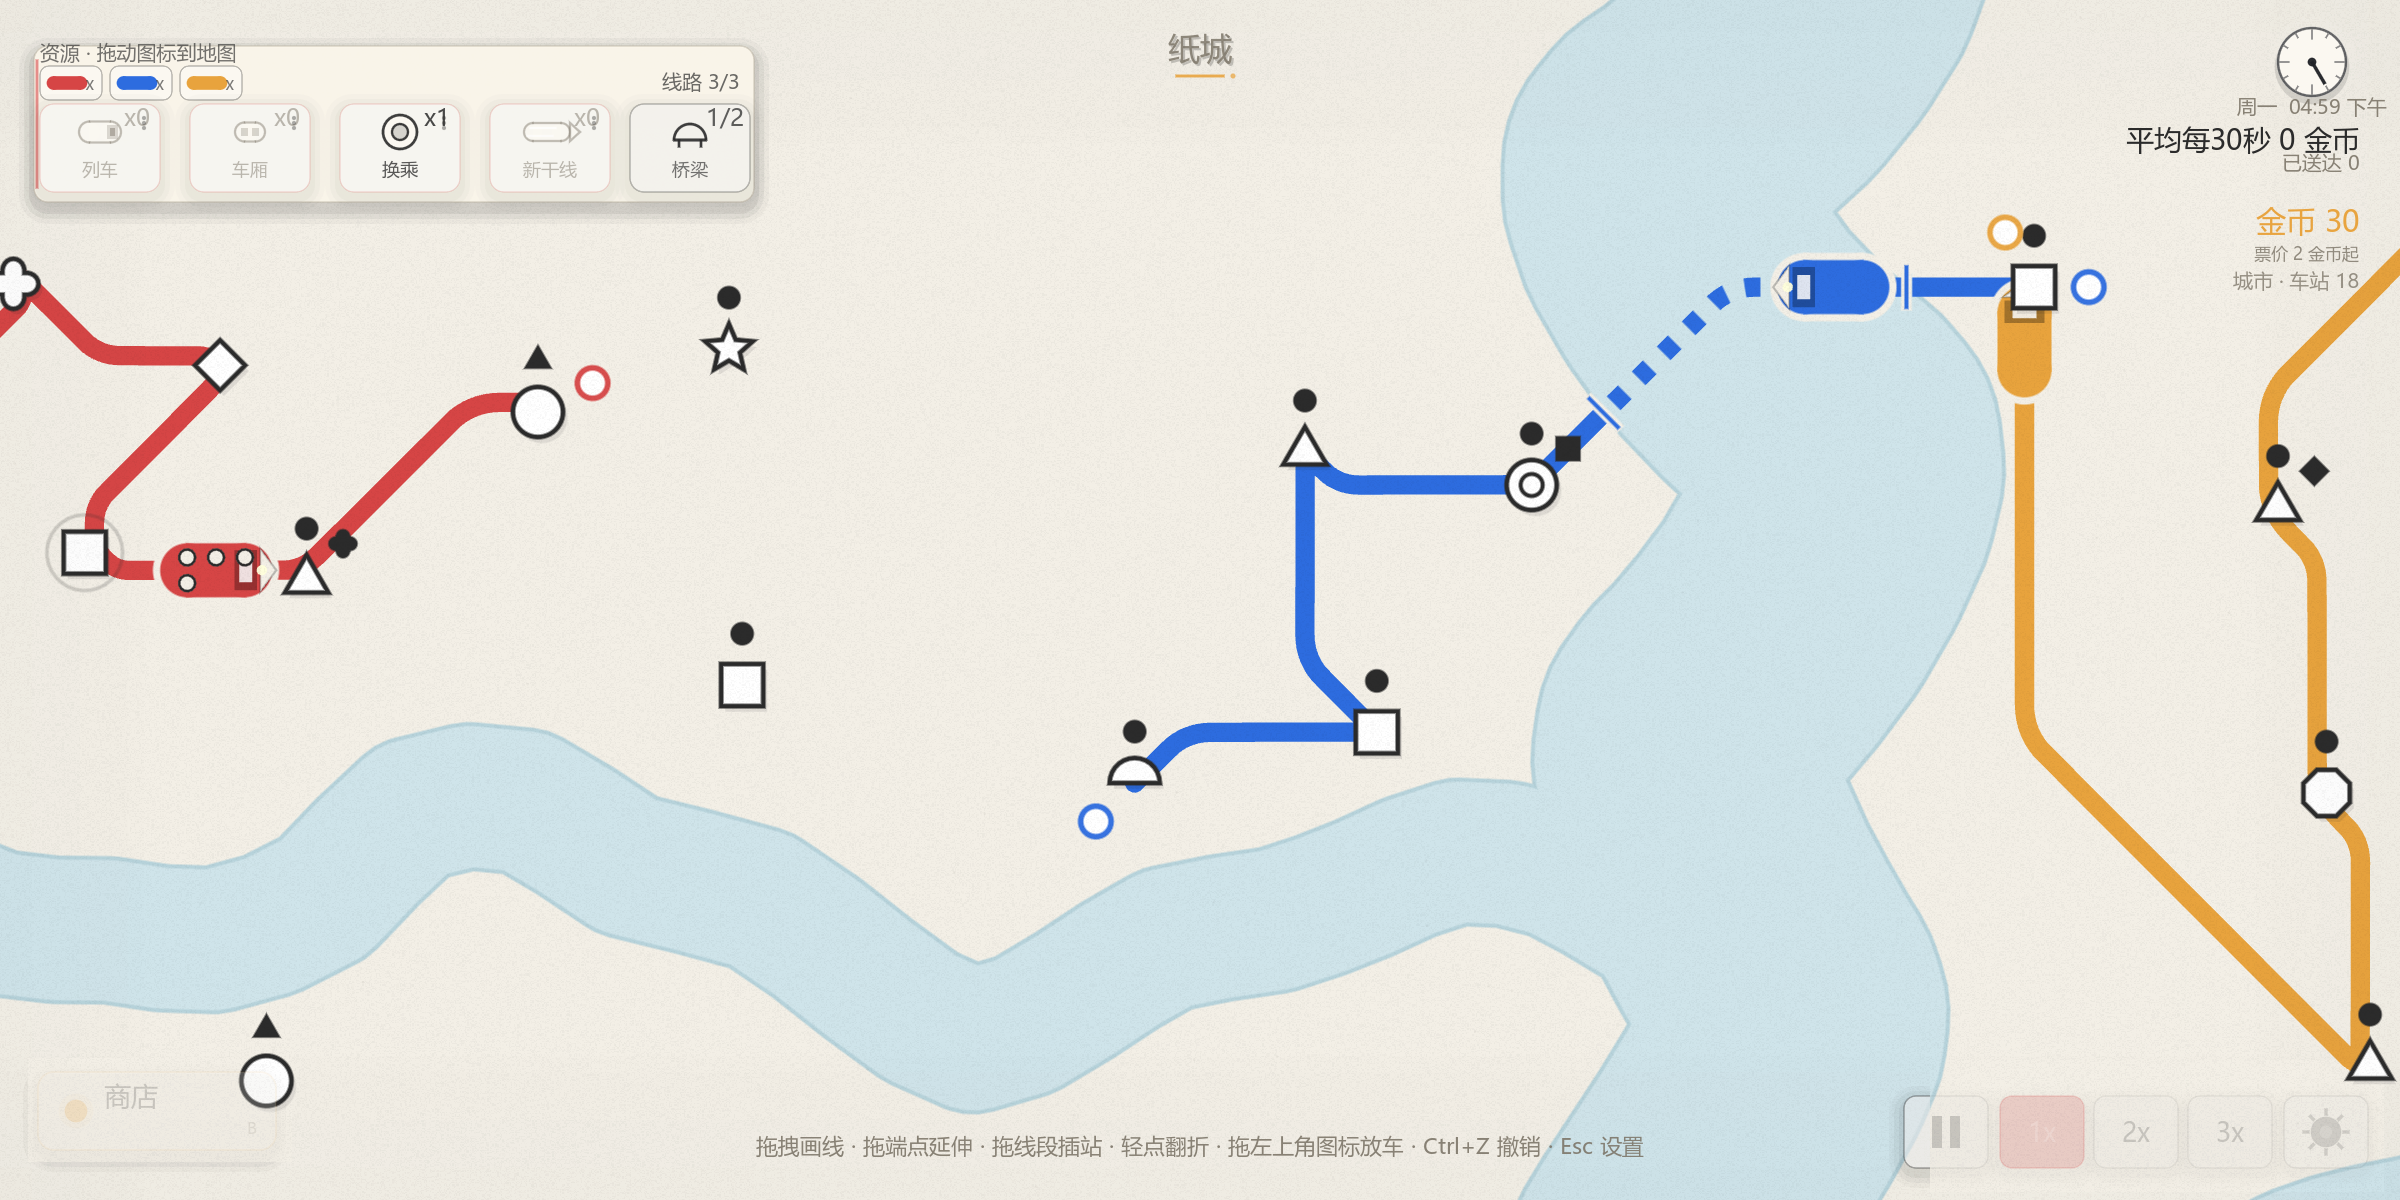 资源 · 拖动图标到地图
x
x
x
线路 3/3
x0
列车
x0
车厢
x1
换乘
x0
新干线
1/2
桥梁
纸城
周一 04:59 下午
平均每30秒 0 金币
已送达 0
金币 30
票价 2 金币起
城市 · 车站 18
商店
B
拖拽画线 · 拖端点延伸 · 拖线段插站 · 轻点翻折 · 拖左上角图标放车 · Ctrl+Z 撤销 · Esc 设置
1x
2x
3x